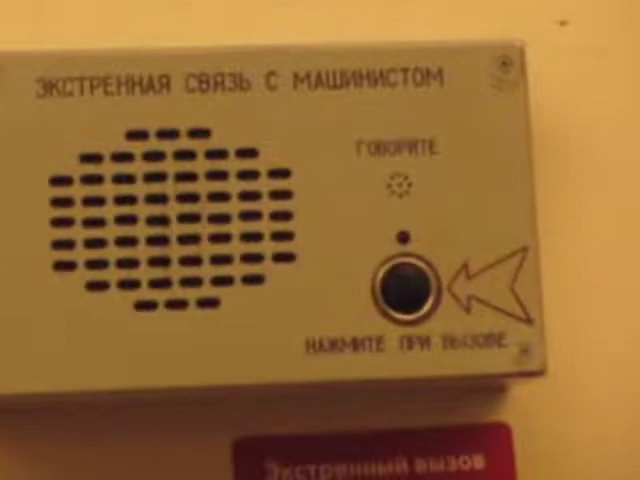 ЭКСТРЕННАЯ СВЯЗЬ С МАШИНИСТОМ
ГОВОРИТЕ
НАЖМИТЕ ПРИ ВЫЗОВЕ
Экстренный вызов